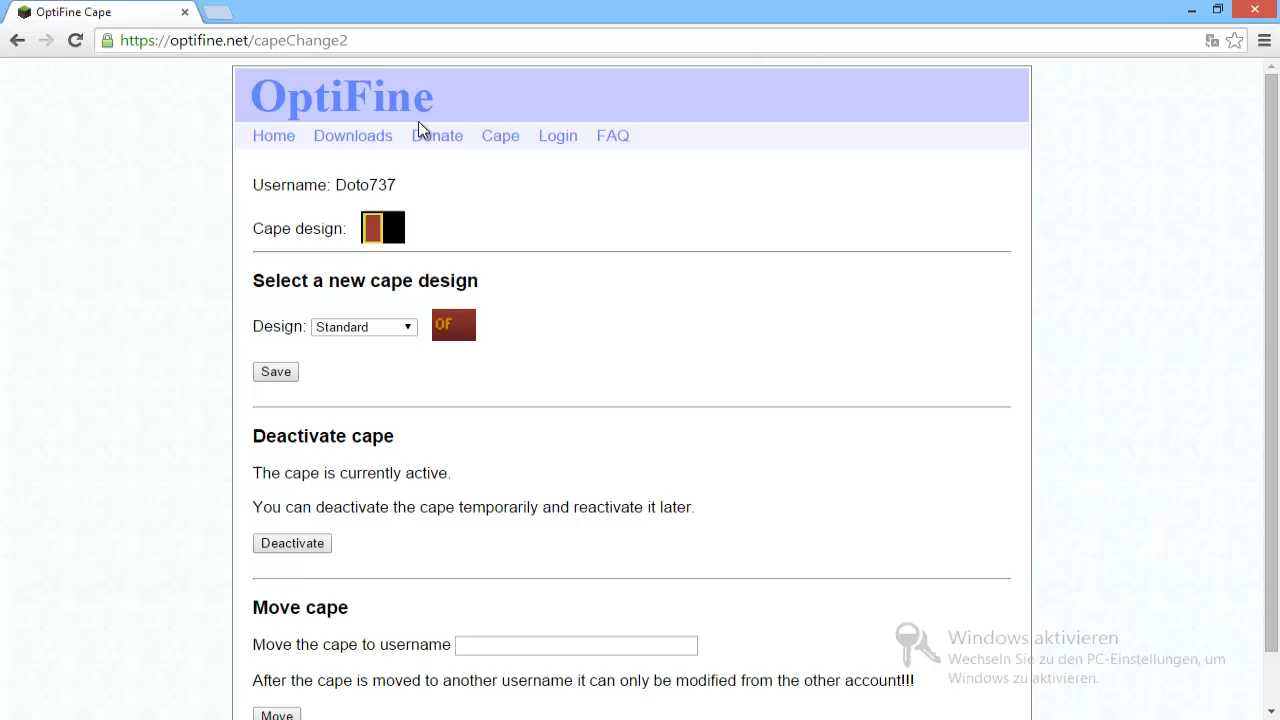 OptiFine Cape
https://optifine.net/capeChange2
OptiFine
Home Downloads Donate Cape Login FAQ
Username: Doto737
Cape design:
Select a new cape design
Design: Standard OF
Save
Deactivate cape
The cape is currently active.
You can deactivate the cape temporarily and reactivate it later.
Deactivate
Move cape
Move the cape to username
After the cape is moved to another username it can only be modified from the other account!!!
Move
Windows aktivieren
Wechseln Sie zu den PC-Einstellungen, um
Windows zu aktivieren.